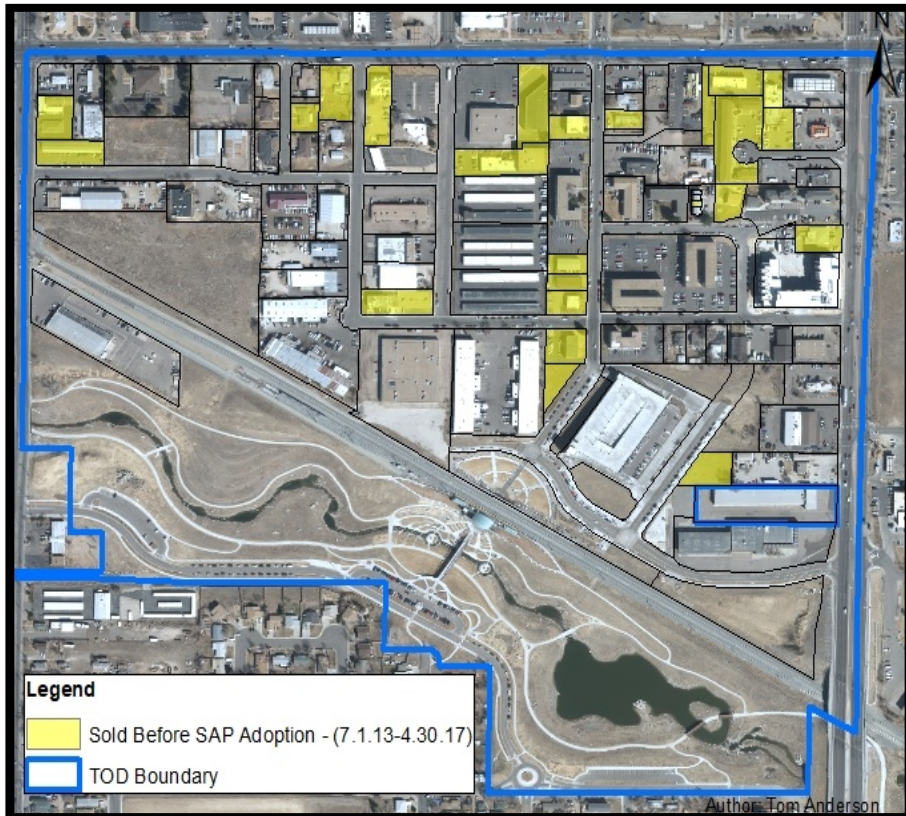 N
Legend
Sold Before SAP Adoption - (7.1.13-4.30.17)
TOD Boundary
Author: Tom Anderson